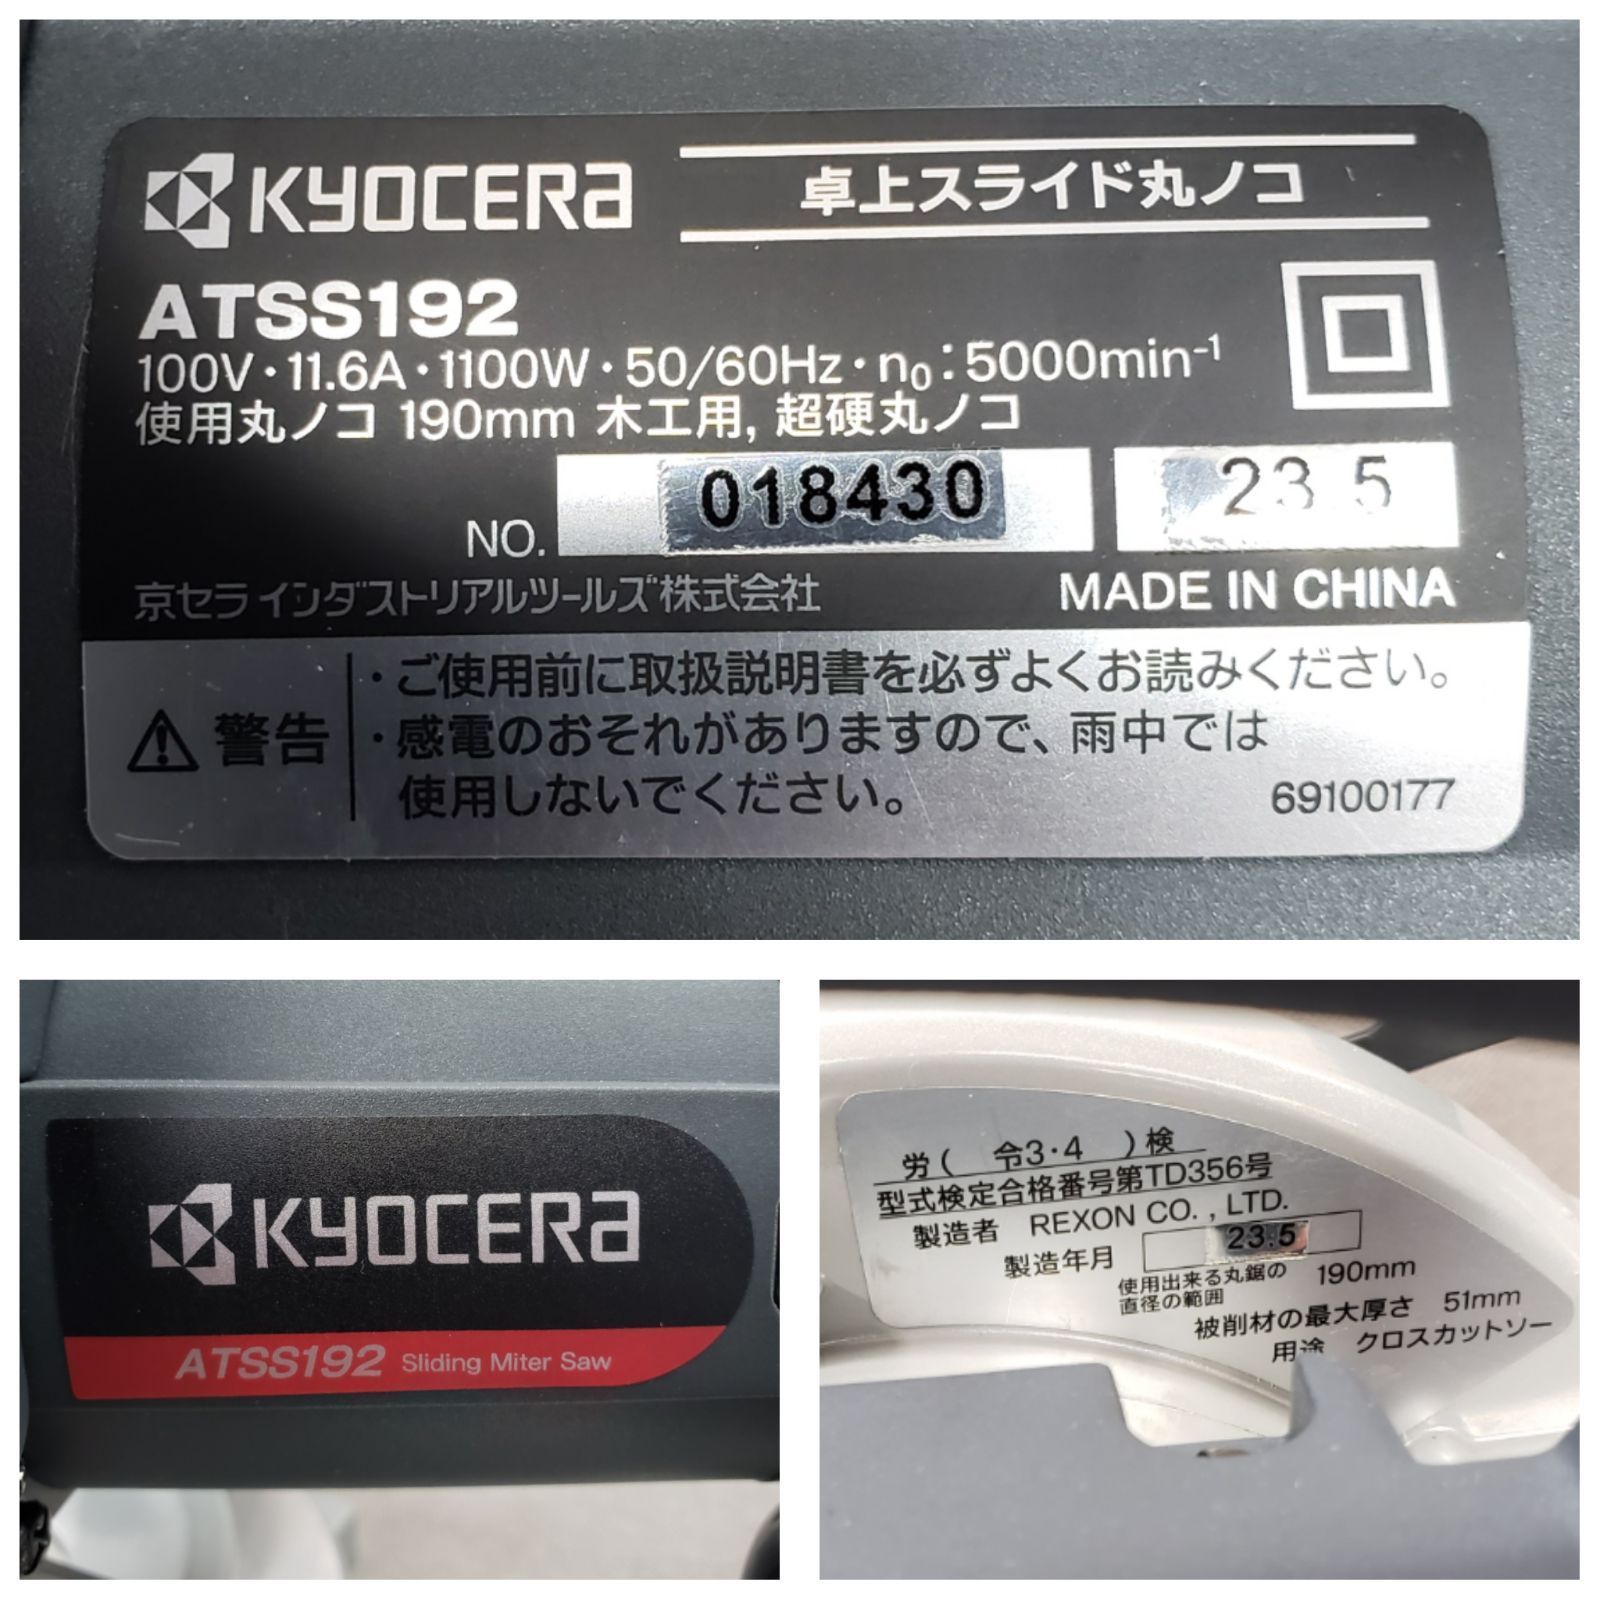 KYOCERA 卓上スライド丸ノコ
ATSS192
100V・11.6A・1100W・50/60Hz・n₀:5000min⁻¹
使用丸ノコ 190mm 木工用, 超硬丸ノコ
NO. 018430 23.5
京セラインダストリアルツールズ株式会社 MADE IN CHINA
警告
・ご使用前に取扱説明書を必ずよくお読みください。
・感電のおそれがありますので、雨中では
使用しないでください。
69100177
KYOCERA
ATSS192 Sliding Miter Saw
労( 令3・4 )検
型式検定合格番号第TD356号
製造者 REXON CO., LTD.
製造年月 23.5
使用出来る丸鋸の
直径の範囲 190mm
被削材の最大厚さ 51mm
用途 クロスカットソー